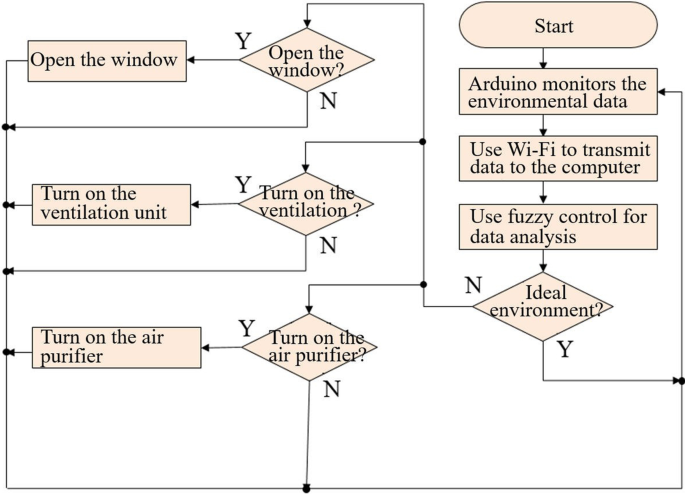 Start
Arduino monitors the
environmental data
Use Wi-Fi to transmit
data to the computer
Use fuzzy control for
data analysis
Ideal
environment?
N
Y
Open the
window?
Y
N
Open the window
Turn on the
ventilation ?
Y
N
Turn on the
ventilation unit
Turn on the
air purifier?
Y
N
Turn on the air
purifier